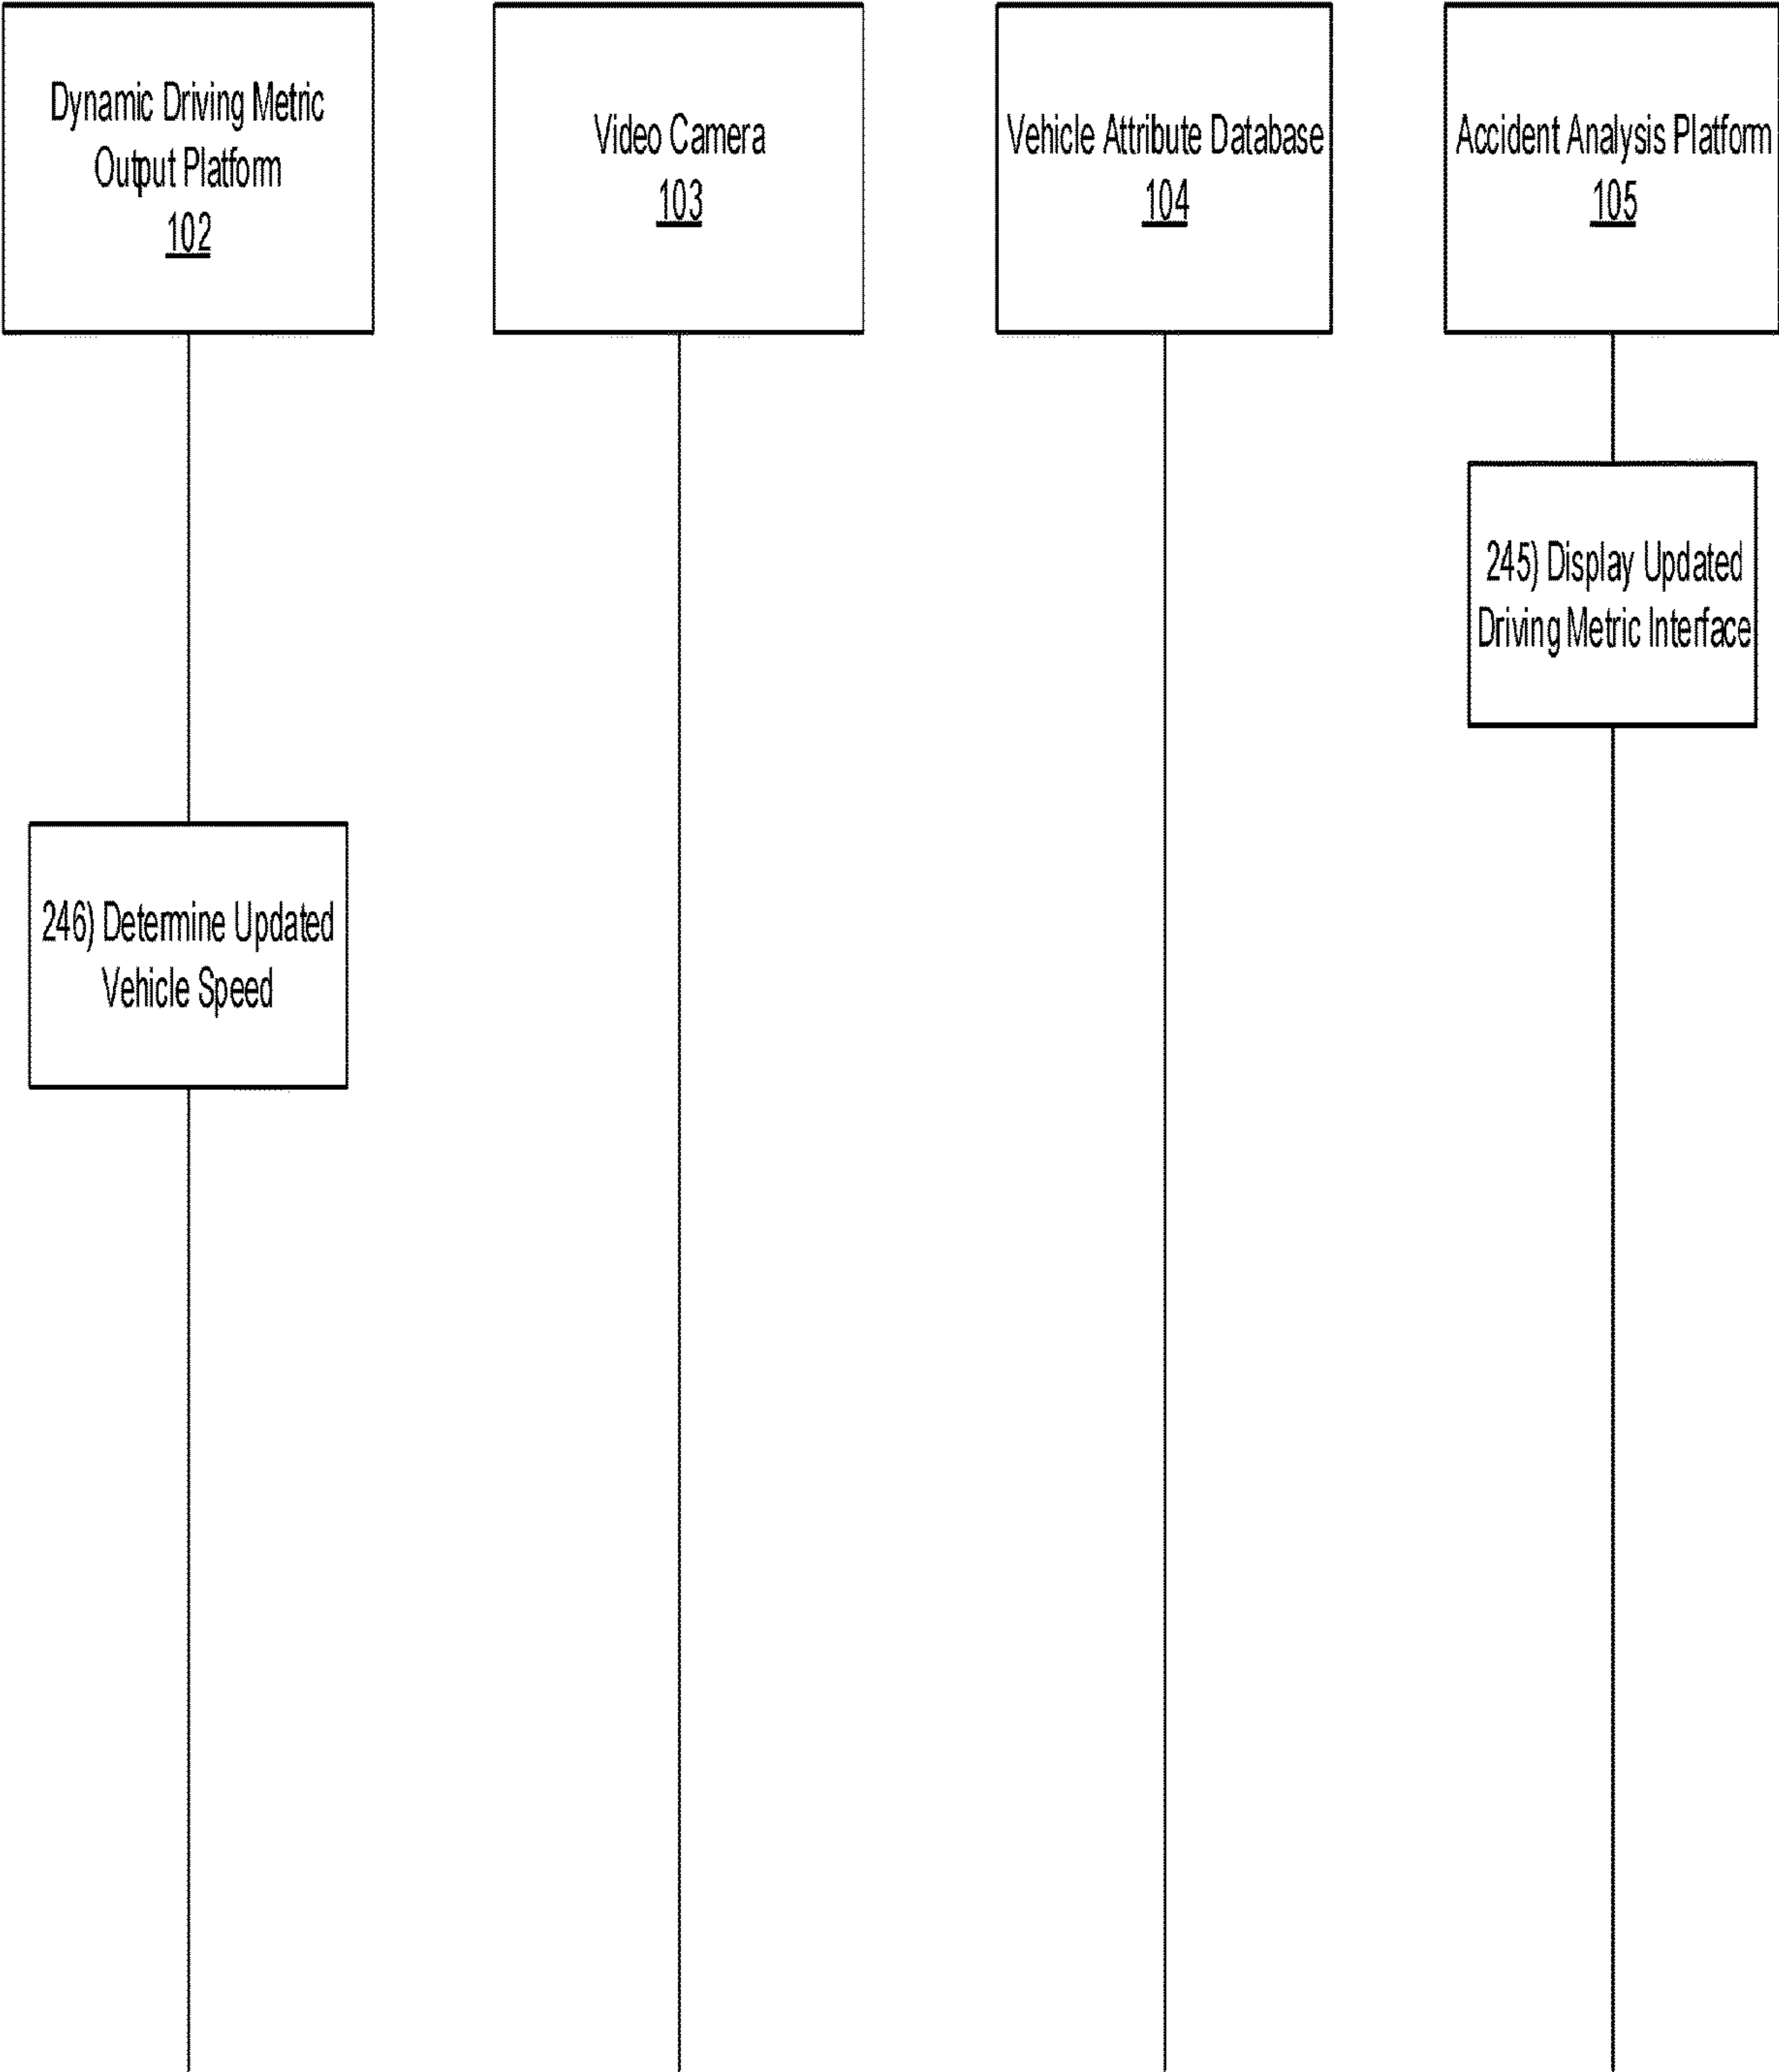 Dynamic Driving Metric
Output Platform
102
Video Camera
103
Vehicle Attribute Database
104
Accident Analysis Platform
105
245) Display Updated
Driving Metric Interface
246) Determine Updated
Vehicle Speed